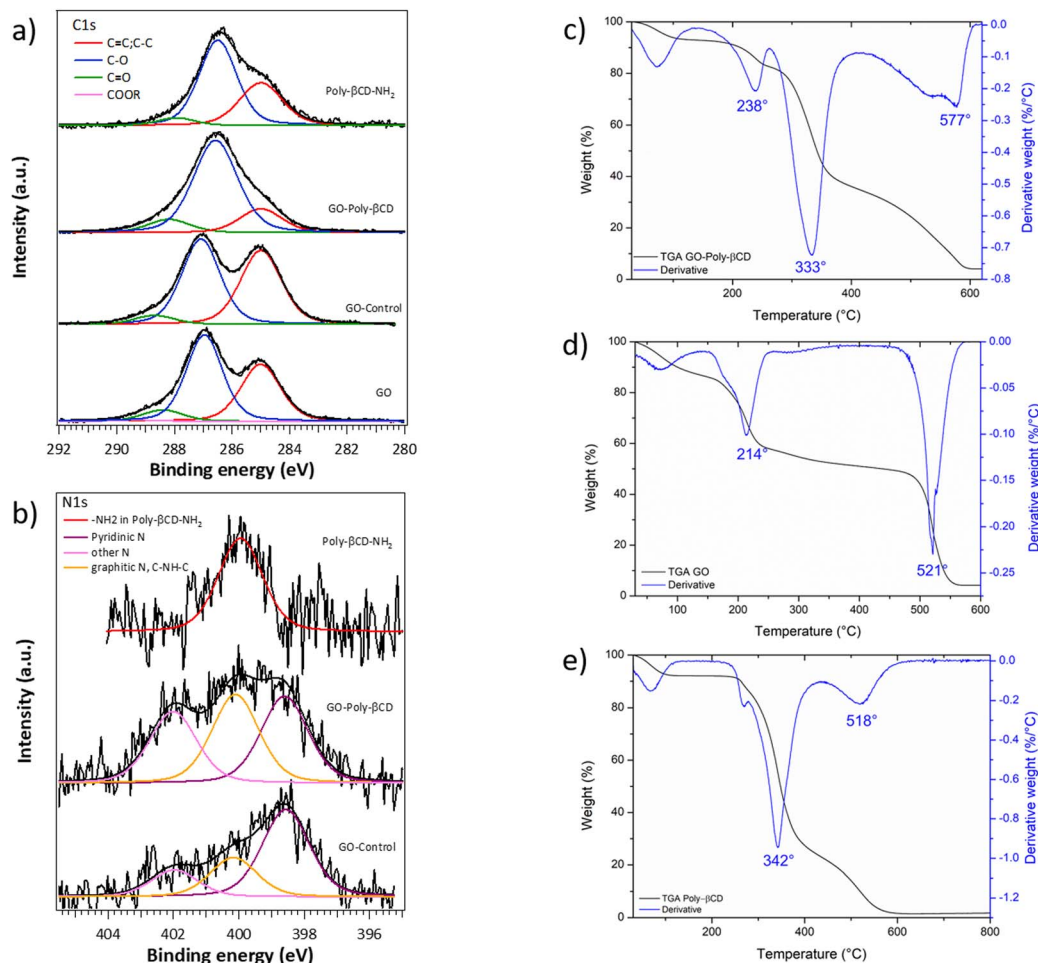 a)
C1s
C=C;C-C
C-O
C=O
COOR
Poly-βCD-NH₂
GO-Poly-βCD
GO-Control
GO
Intensity (a.u.)
292 290 288 286 284 282 280
Binding energy (eV)
b)
N1s
-NH2 in Poly-βCD-NH₂
Pyridinic N
other N
graphitic N, C-NH-C
Poly-βCD-NH₂
GO-Poly-βCD
GO-Control
Intensity (a.u.)
404 402 400 398 396
Binding energy (eV)
c)
100
80
60
40
20
0
Weight (%)
0.0
-0.1
-0.2
-0.3
-0.4
-0.5
-0.6
-0.7
-0.8
Derivative weight (%/°C)
238°
333°
577°
TGA GO-Poly-βCD
Derivative
200 400 600
Temperature (°C)
d)
100
80
60
40
20
0
Weight (%)
0.00
-0.05
-0.10
-0.15
-0.20
-0.25
Derivative weight (%/°C)
214°
521°
TGA GO
Derivative
100 200 300 400 500 600
Temperature (°C)
e)
100
80
60
40
20
0
Weight (%)
0.0
-0.2
-0.4
-0.6
-0.8
-1.0
-1.2
Derivative weight (%/°C)
342°
518°
TGA Poly-βCD
Derivative
200 400 600 800
Temperature (°C)